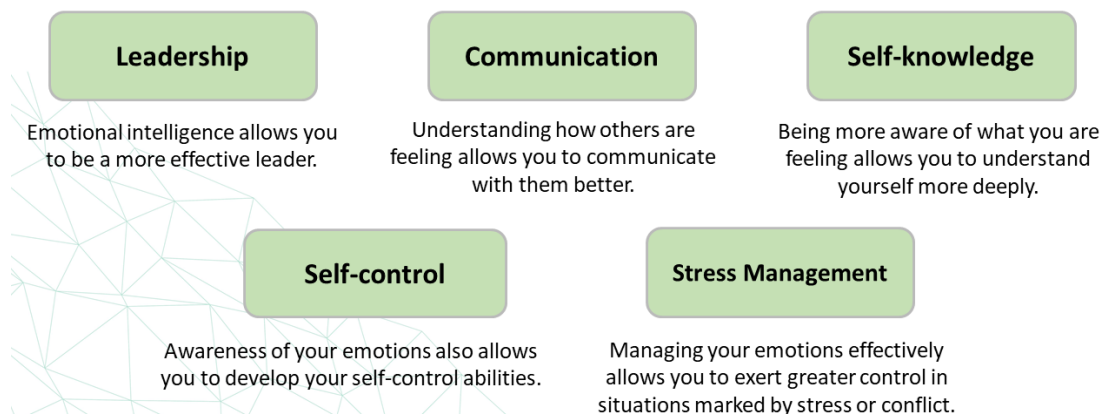 Leadership
Emotional intelligence allows you
to be a more effective leader.
Communication
Understanding how others are
feeling allows you to communicate
with them better.
Self-knowledge
Being more aware of what you are
feeling allows you to understand
yourself more deeply.
Self-control
Awareness of your emotions also allows
you to develop your self-control abilities.
Stress Management
Managing your emotions effectively
allows you to exert greater control in
situations marked by stress or conflict.